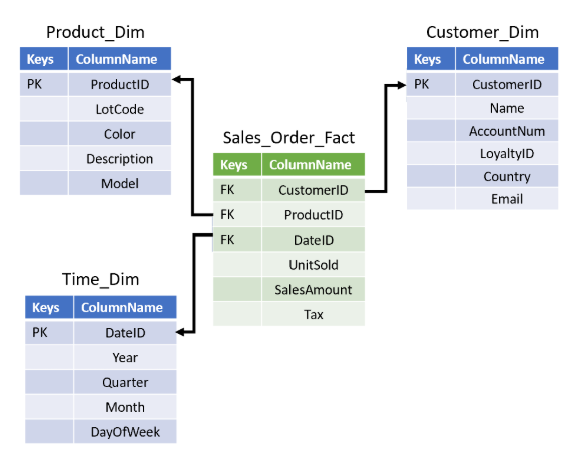 Product_Dim
Keys ColumnName
PK ProductID
LotCode
Color
Description
Model
Customer_Dim
Keys ColumnName
PK CustomerID
Name
AccountNum
LoyaltyID
Country
Email
Sales_Order_Fact
Keys ColumnName
FK CustomerID
FK ProductID
FK DateID
UnitSold
SalesAmount
Tax
Time_Dim
Keys ColumnName
PK DateID
Year
Quarter
Month
DayOfWeek